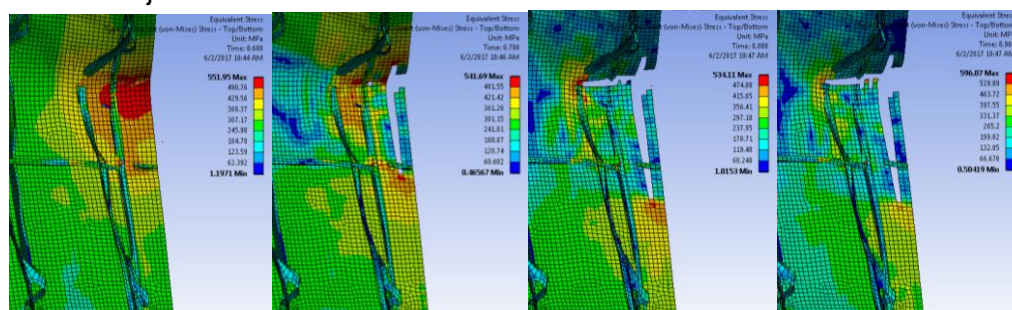 Equivalent Stress
(von-Mises) Stress - Top/Bottom
Unit: MPa
Time: 0.688
6/2/2017 10:44 AM
551.95 Max
490.76
429.56
368.37
307.17
245.98
184.78
123.59
62.392
1.1971 Min
Equivalent Stress
t (von-Mises) Stress - Top/Bottom
Unit: MPa
Time: 0.788
6/2/2017 10:46 AM
541.69 Max
481.55
421.42
361.28
301.15
241.01
180.87
120.74
60.602
0.46567 Min
Equivalent Stress
t (von-Mises) Stress - Top/Bottom
Unit: MPa
Time: 0.888
6/2/2017 10:47 AM
534.11 Max
474.88
415.65
356.41
297.18
237.95
178.71
119.48
60.248
1.0153 Min
Equivalent Stress
t (von-Mises) Stress - Top/Bottom
Unit: MPa
6/2/2017 10:47 AM
596.07 Max
529.89
463.72
397.55
331.37
265.2
199.02
132.85
66.678
0.50419 Min